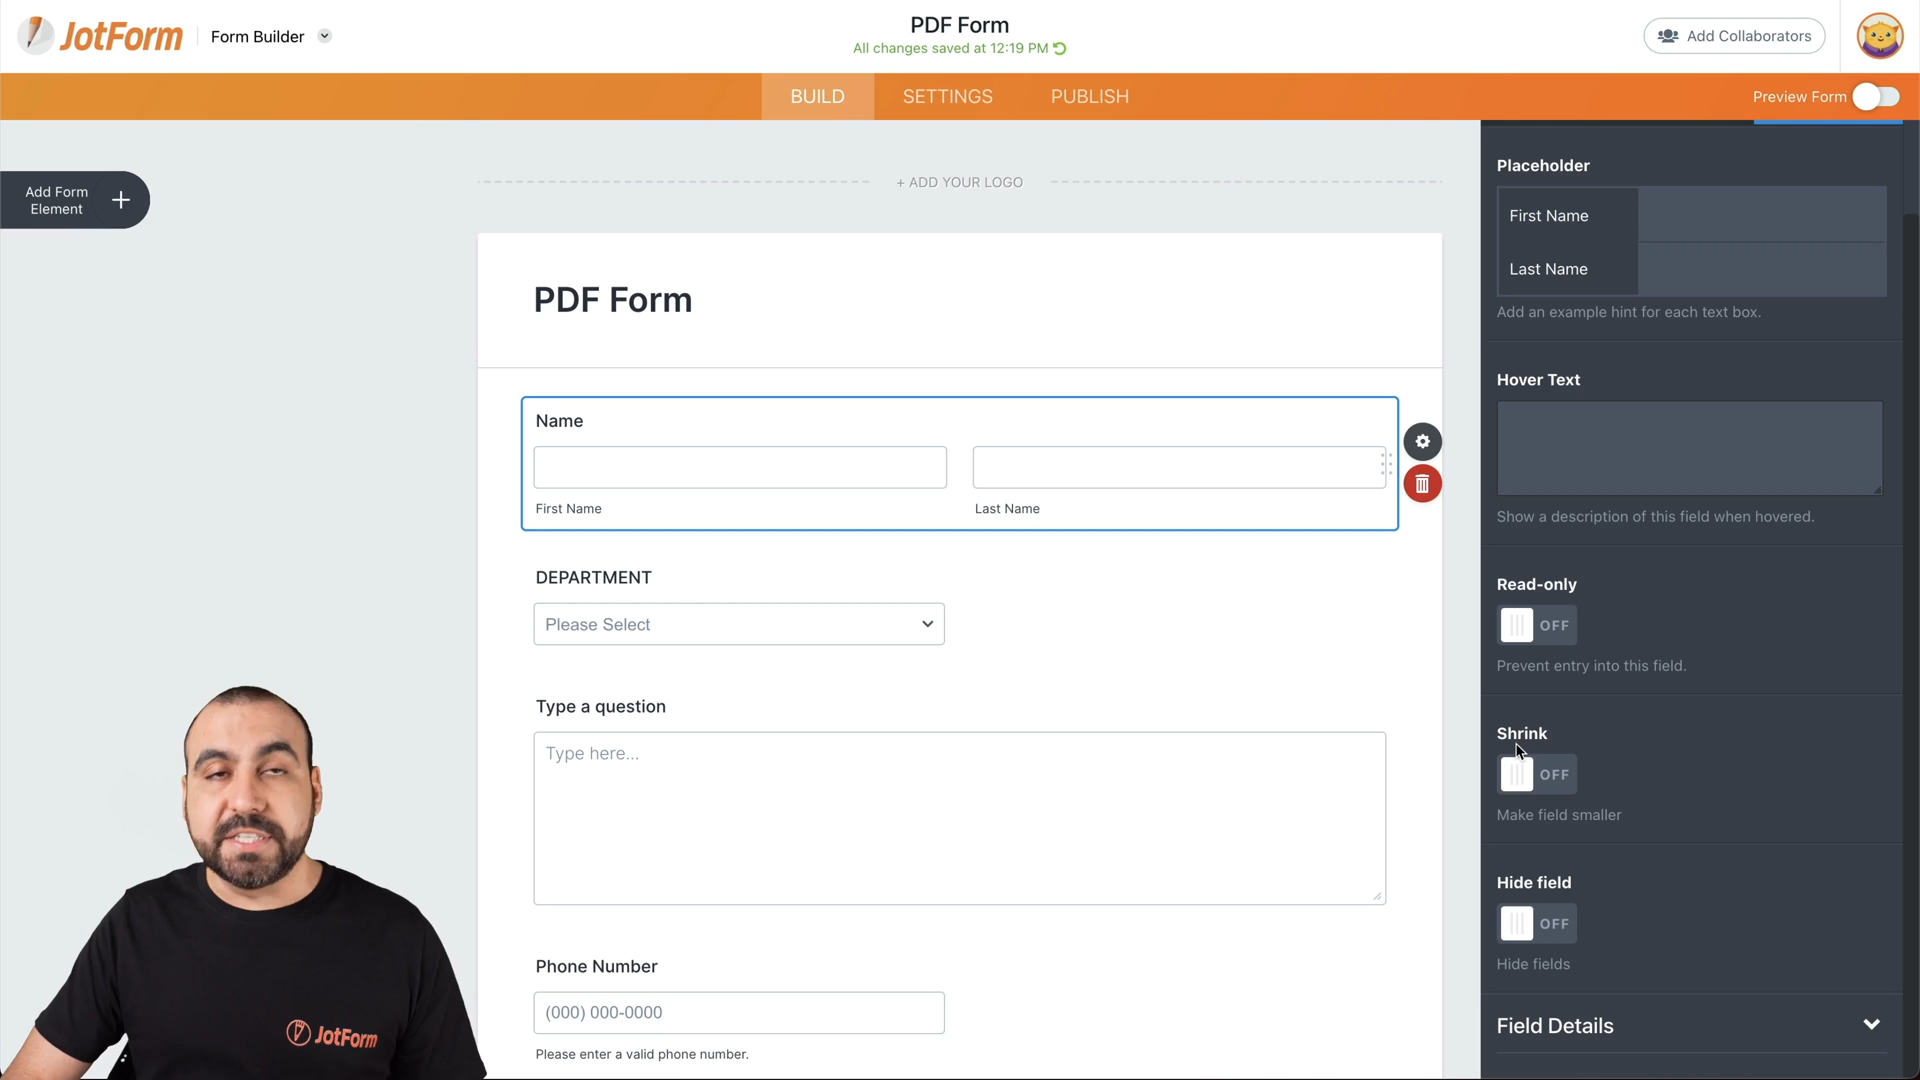 JotForm
Form Builder
PDF Form
All changes saved at 12:19 PM
Add Collaborators
BUILD
SETTINGS
PUBLISH
Preview Form
Add Form
Element
+ ADD YOUR LOGO
PDF Form
Name
First Name
Last Name
DEPARTMENT
Please Select
Type a question
Type here...
Phone Number
(000) 000-0000
Please enter a valid phone number.
Placeholder
First Name
Last Name
Add an example hint for each text box.
Hover Text
Show a description of this field when hovered.
Read-only
OFF
Prevent entry into this field.
Shrink
OFF
Make field smaller
Hide field
OFF
Hide fields
Field Details
JotForm